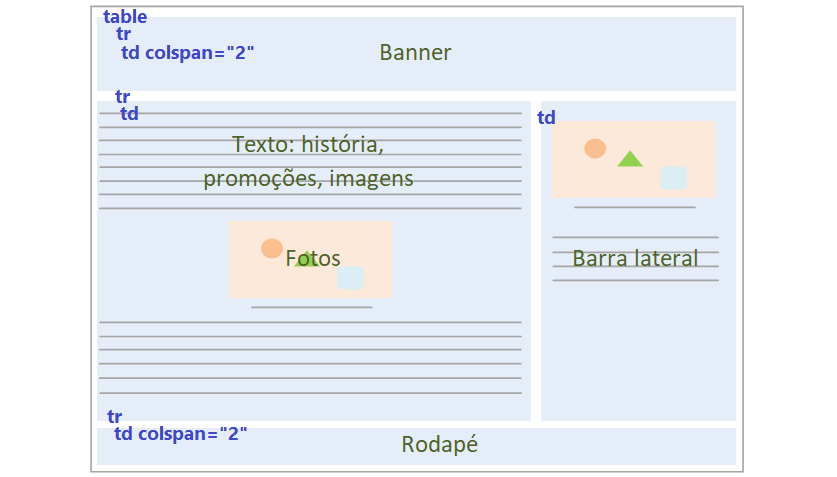 table
tr
td colspan="2"
Banner
tr
td
td
Texto: história,
promoções, imagens
Fotos
Barra lateral
tr
td colspan="2"
Rodapé